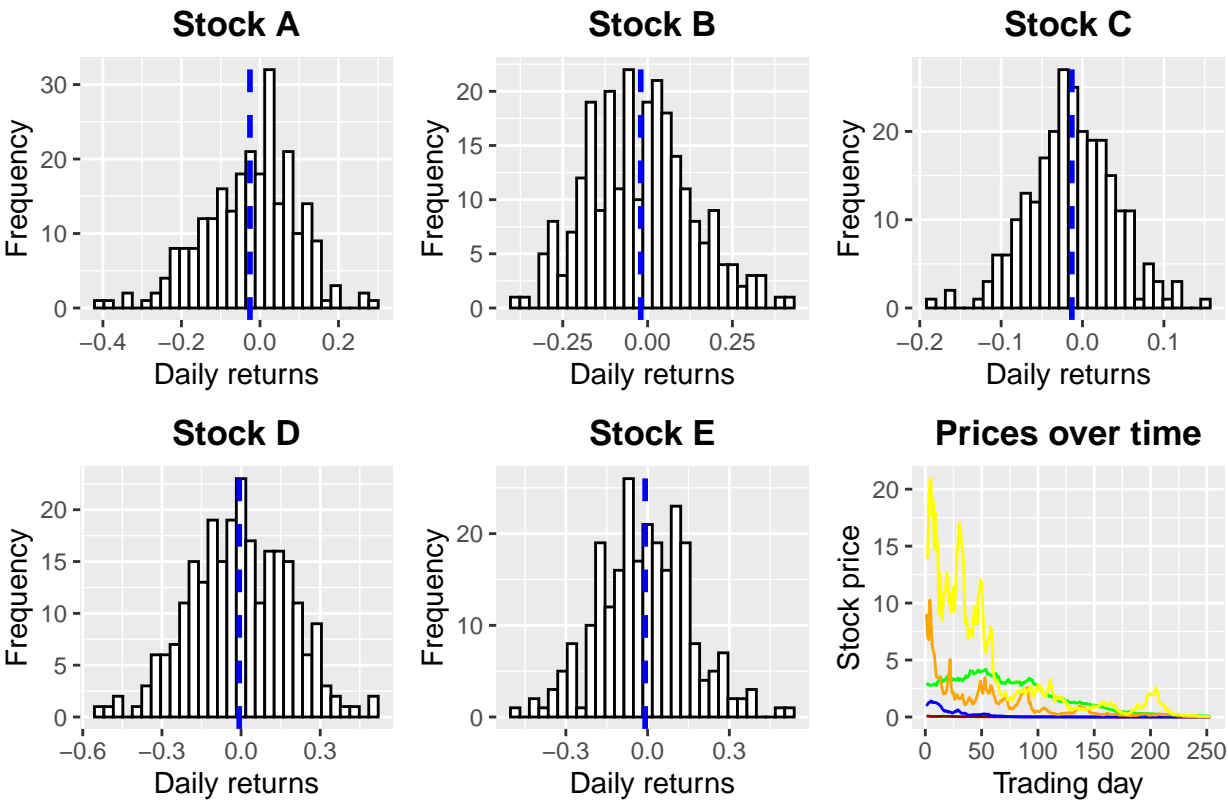 Stock A
Frequency
30
20
10
0
−0.4 −0.2 0.0 0.2
Daily returns
Stock B
Frequency
20
15
10
5
0
−0.25 0.00 0.25
Daily returns
Stock C
Frequency
20
10
0
−0.2 −0.1 0.0 0.1
Daily returns
Stock D
Frequency
20
15
10
5
0
−0.6 −0.3 0.0 0.3
Daily returns
Stock E
Frequency
20
10
0
−0.3 0.0 0.3
Daily returns
Prices over time
Stock price
20
15
10
5
0
0 50 100 150 200 250
Trading day